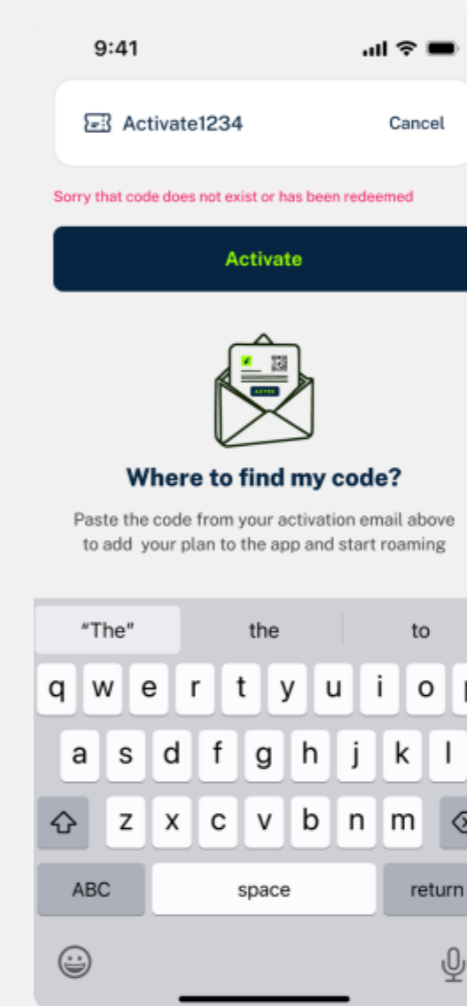 9:41
Activate1234 Cancel
Sorry that code does not exist or has been redeemed
Activate
Where to find my code?
Paste the code from your activation email above
to add your plan to the app and start roaming
"The" the to
q w e r t y u i o
a s d f g h j k l
z x c v b n m
ABC space return